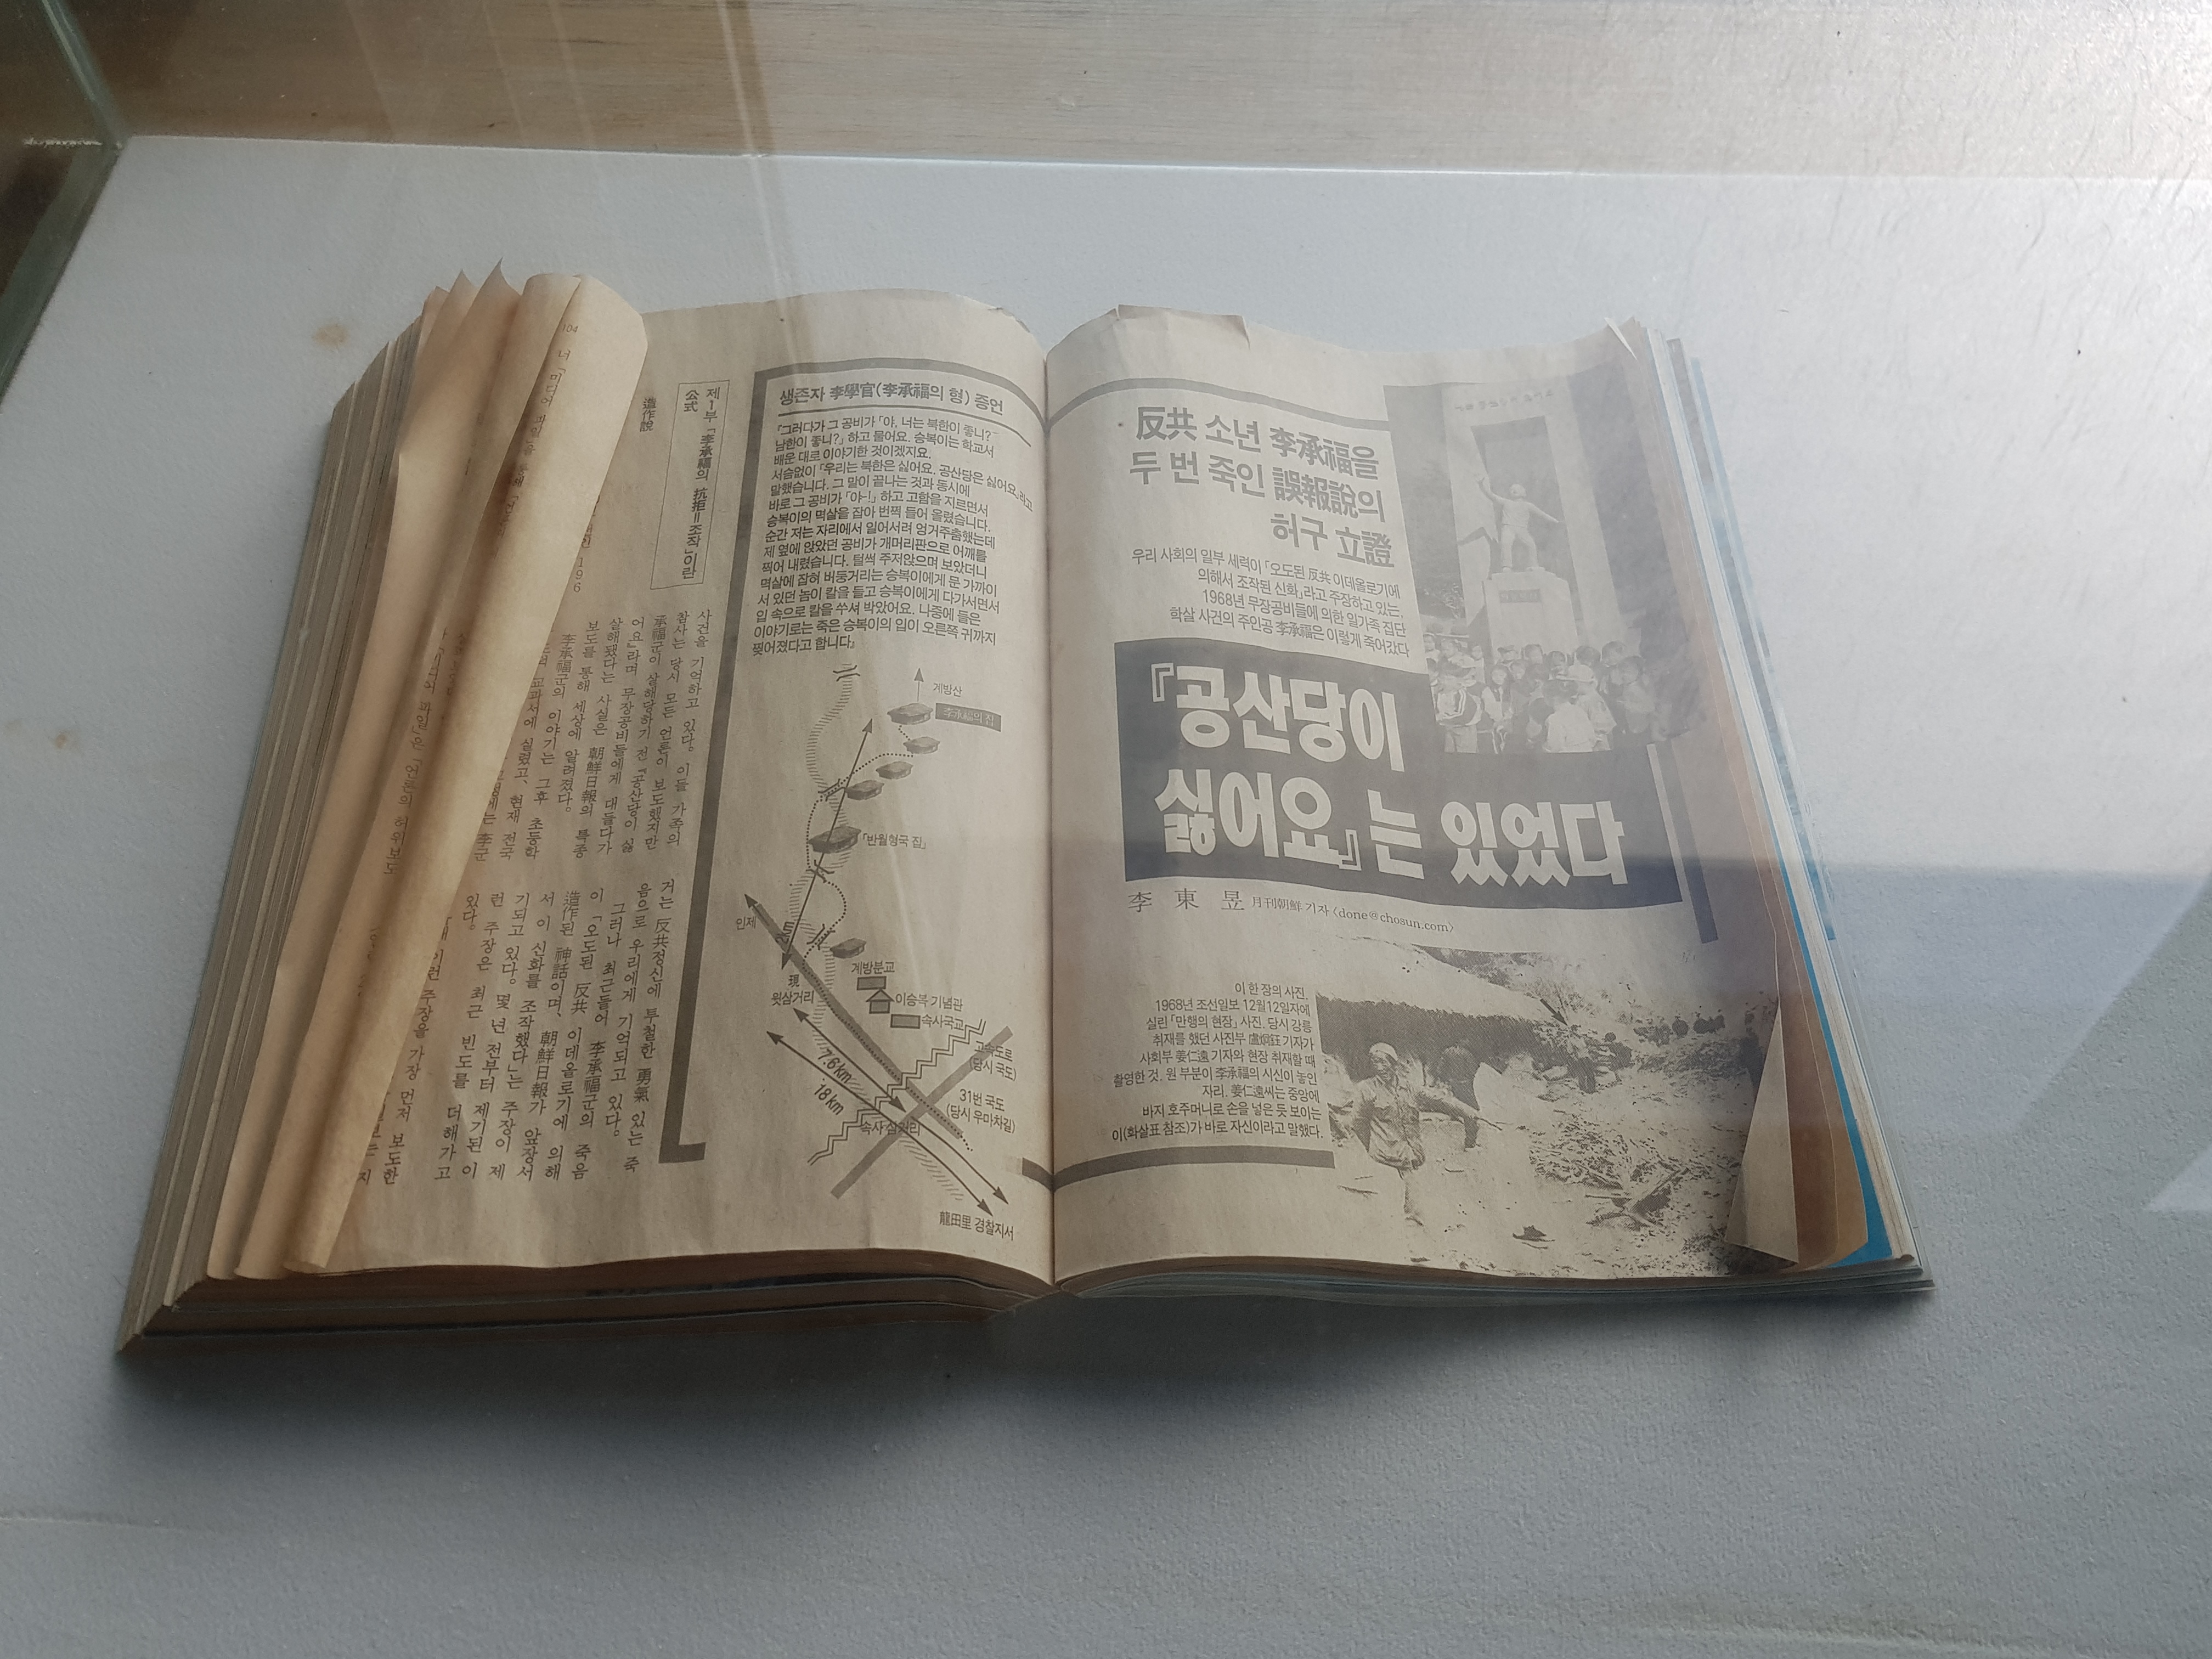 反共 소년 李承福을
두 번 죽인 誤報說의
허구 立證
우리 사회의 일부 세력이 「오도된 反共 이데올로기에
의해서 조작된 신화」라고 주장하고 있는,
1968년 무장공비들에 의한 일가족 집단
학살 사건의 주인공 李承福은 이렇게 죽어갔다
『공산당이
싫어요』는 있었다
李東昱 月刊朝鮮 기자 〈done@chosun.com〉
이 한 장의 사진.
1968년 조선일보 12월12일자에
실린 「만행의 현장」 사진. 당시 강릉
취재를 했던 사진부 盧炯鈺 기자가
사회부 姜仁遠 기자와 현장 취재할 때
촬영한 것. 원 부분이 李承福의 시신이 놓인
자리. 姜仁遠씨는 중앙에
바지 호주머니로 손을 넣은 듯 보이는
이(화살표 참조)가 바로 자신이라고 말했다.
생존자 李學官(李承福의 형) 증언
「그러다가 그 공비가 「야, 너는 북한이 좋니?
남한이 좋니?」 하고 물어요. 승복이는 학교서
배운 대로 이야기한 것이겠지요.
서슴없이 「우리는 북한은 싫어요. 공산당은 싫어요」라고
말했습니다. 그 말이 끝나는 것과 동시에
바로 그 공비가 「야-!」 하고 고함을 지르면서
승복이의 멱살을 잡아 번쩍 들어 올렸습니다.
순간 저는 자리에서 일어서려 엉거주춤했는데
제 옆에 앉았던 공비가 개머리판으로 어깨를
찍어 내렸습니다. 털썩 주저앉으며 보았더니
멱살에 잡혀 버둥거리는 승복이에게 문 가까이
서 있던 놈이 칼을 들고 승복이에게 다가서면서
입 속으로 칼을 쑤셔 박았어요. 나중에 들은
이야기로는 죽은 승복이의 입이 오른쪽 귀까지
찢어졌다고 합니다」
계방산
李承福의 집
「반월형국 집」
인제
現
윗삼거리
계방분교
이승복 기념관
속사국교
고속도로
(당시 국도)
7.6km
18km
31번 국도
(당시 우마차길)
속사 삼거리
龍田里 경찰지서
제1부 「李承福의 抗拒=조작」이란
公式
造作說
사건을 기억하고 있다. 이들 가족의
참사는 당시 모든 언론이 보도했지만
承福군이 살해당하기 전 「공산당이 싫
어요」라며 무장공비들에게 대들다가
살해됐다는 사실은 朝鮮日報의 특종
보도를 통해 세상에 알려졌다.
李承福군의 이야기는 그후 초등학
교과서에 실렸고, 현재 전국
李군
거는 反共정신에 투철한 勇氣 있는 죽
음으로 우리에게 기억되고 있다.
그러나 최근들어 李承福군의 죽음
이 「오도된 反共 이데올로기에 의해
造作된 神話이며, 朝鮮日報가 앞장서
서 이 신화를 조작했다」는 주장이 제
기되고 있다. 몇 년 전부터 제기된 이
런 주장은 최근 빈도를 더해가고
있다.
이런 주장을 가장 먼저 보도한
104